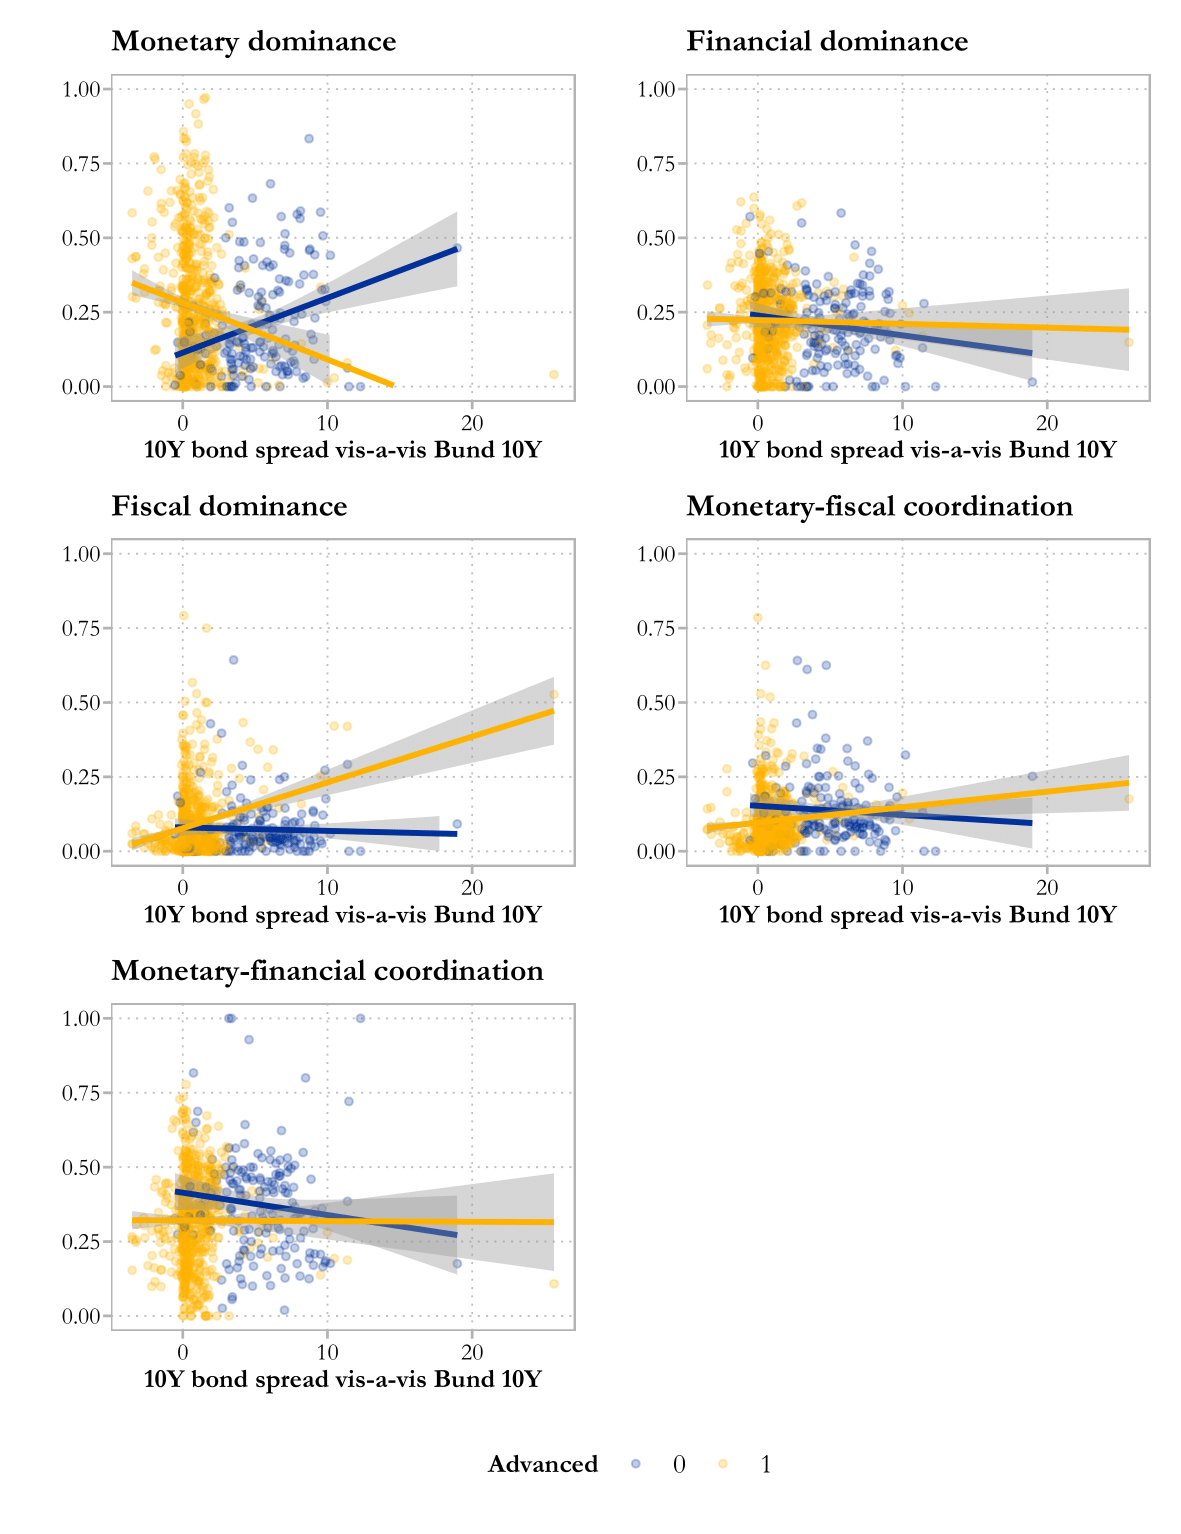 Monetary dominance
Financial dominance
1.00
0.75
0.50
0.25
0.00
0 10 20
10Y bond spread vis-a-vis Bund 10Y
1.00
0.75
0.50
0.25
0.00
0 10 20
10Y bond spread vis-a-vis Bund 10Y
Fiscal dominance
Monetary-fiscal coordination
1.00
0.75
0.50
0.25
0.00
0 10 20
10Y bond spread vis-a-vis Bund 10Y
1.00
0.75
0.50
0.25
0.00
0 10 20
10Y bond spread vis-a-vis Bund 10Y
Monetary-financial coordination
1.00
0.75
0.50
0.25
0.00
0 10 20
10Y bond spread vis-a-vis Bund 10Y
Advanced 0 1